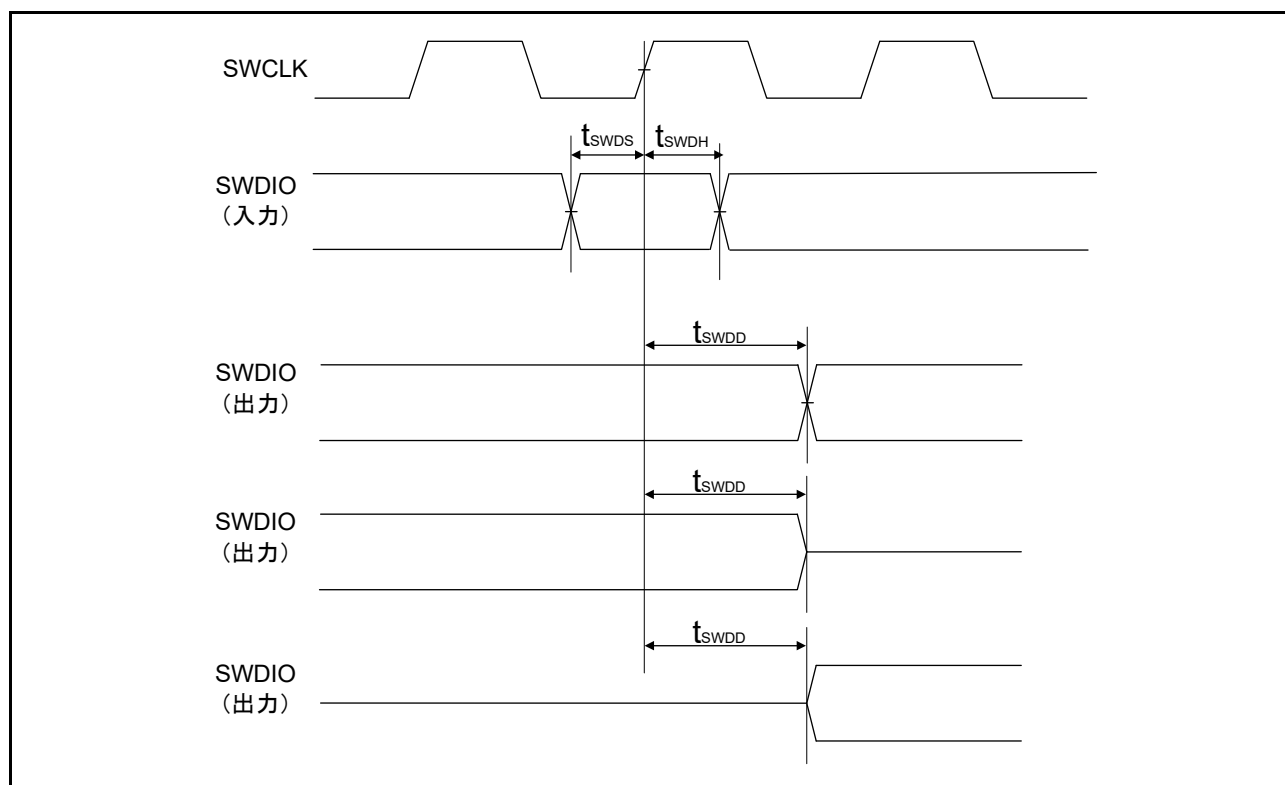 SWCLK
tSWDS
tSWDH
SWDIO
（入力）
tSWDD
SWDIO
（出力）
tSWDD
SWDIO
（出力）
tSWDD
SWDIO
（出力）